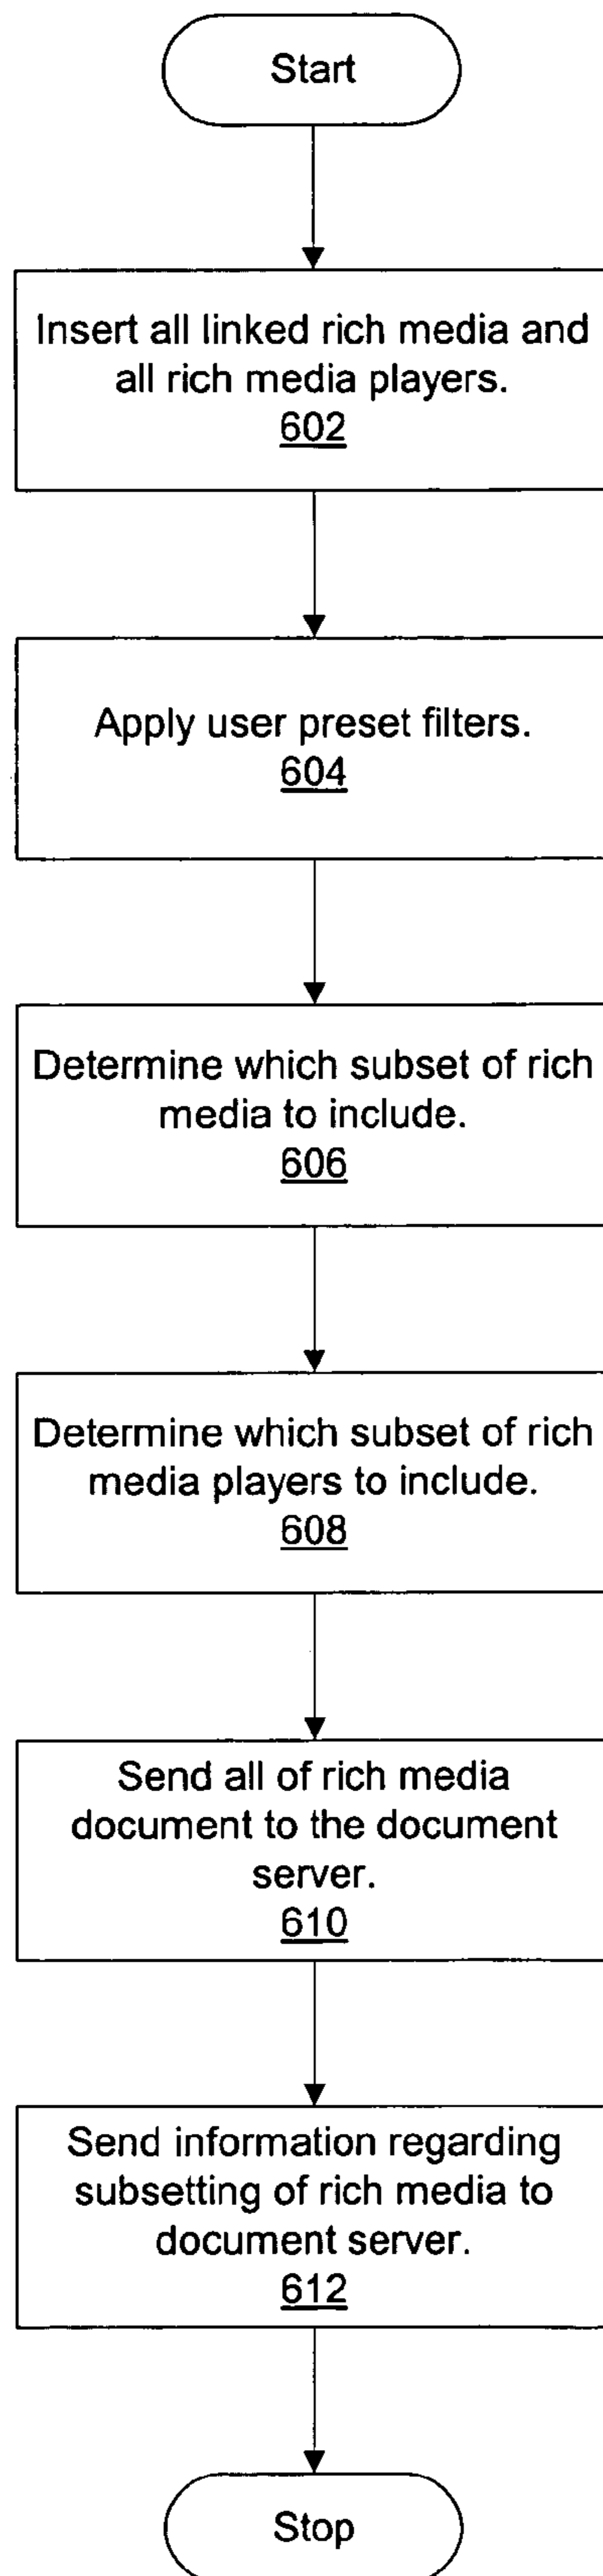 Start
Insert all linked rich media and
all rich media players.
602
Apply user preset filters.
604
Determine which subset of rich
media to include.
606
Determine which subset of rich
media players to include.
608
Send all of rich media
document to the document
server.
610
Send information regarding
subsetting of rich media to
document server.
612
Stop